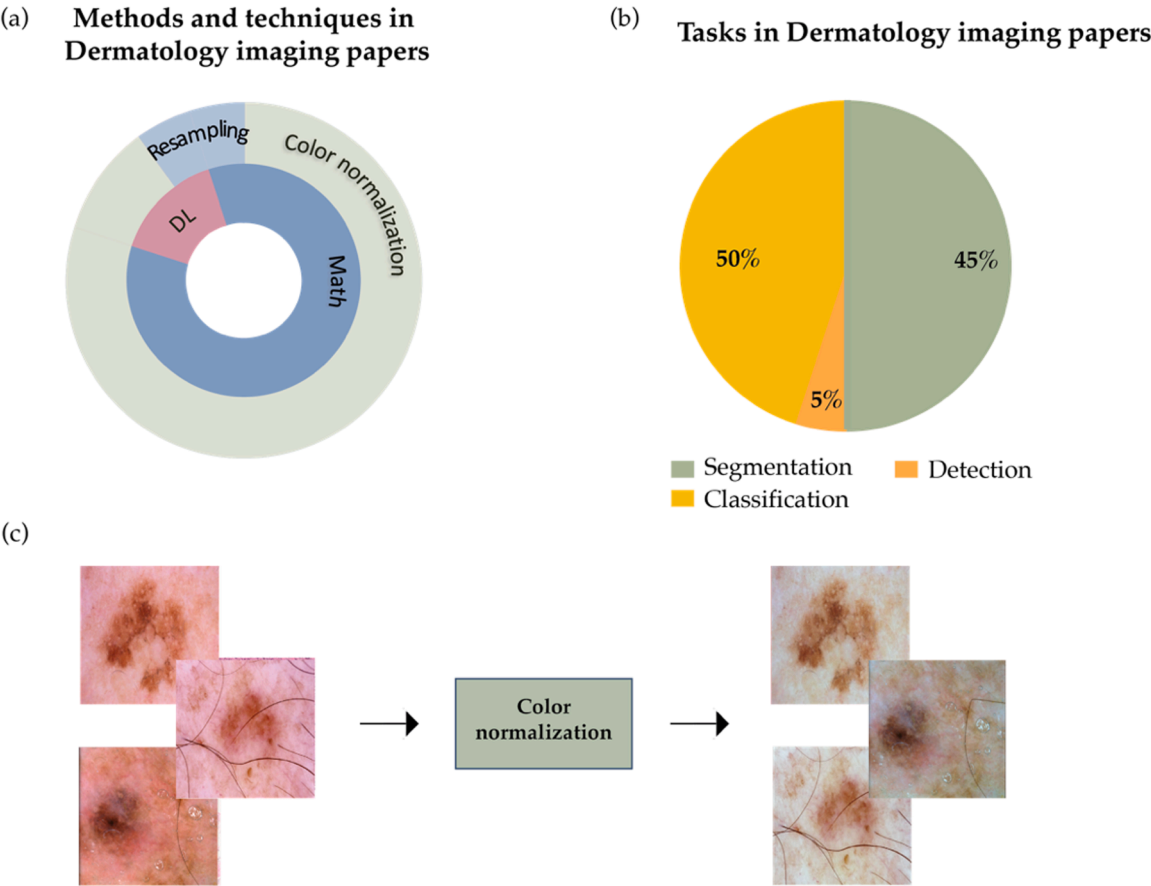 (a)
Methods and techniques in
Dermatology imaging papers
Resampling
Color normalization
DL
Math
(b)
Tasks in Dermatology imaging papers
50%
45%
5%
Segmentation
Detection
Classification
(c)
Color
normalization